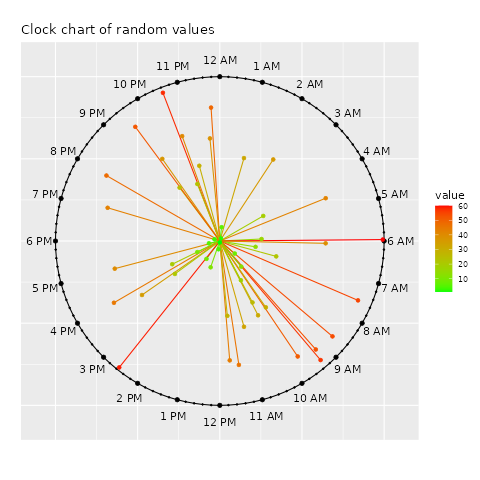 Clock chart of random values
12 AM
1 AM
2 AM
3 AM
4 AM
5 AM
6 AM
7 AM
8 AM
9 AM
10 AM
11 AM
12 PM
1 PM
2 PM
3 PM
4 PM
5 PM
6 PM
7 PM
8 PM
9 PM
10 PM
11 PM
value
60
50
40
30
20
10